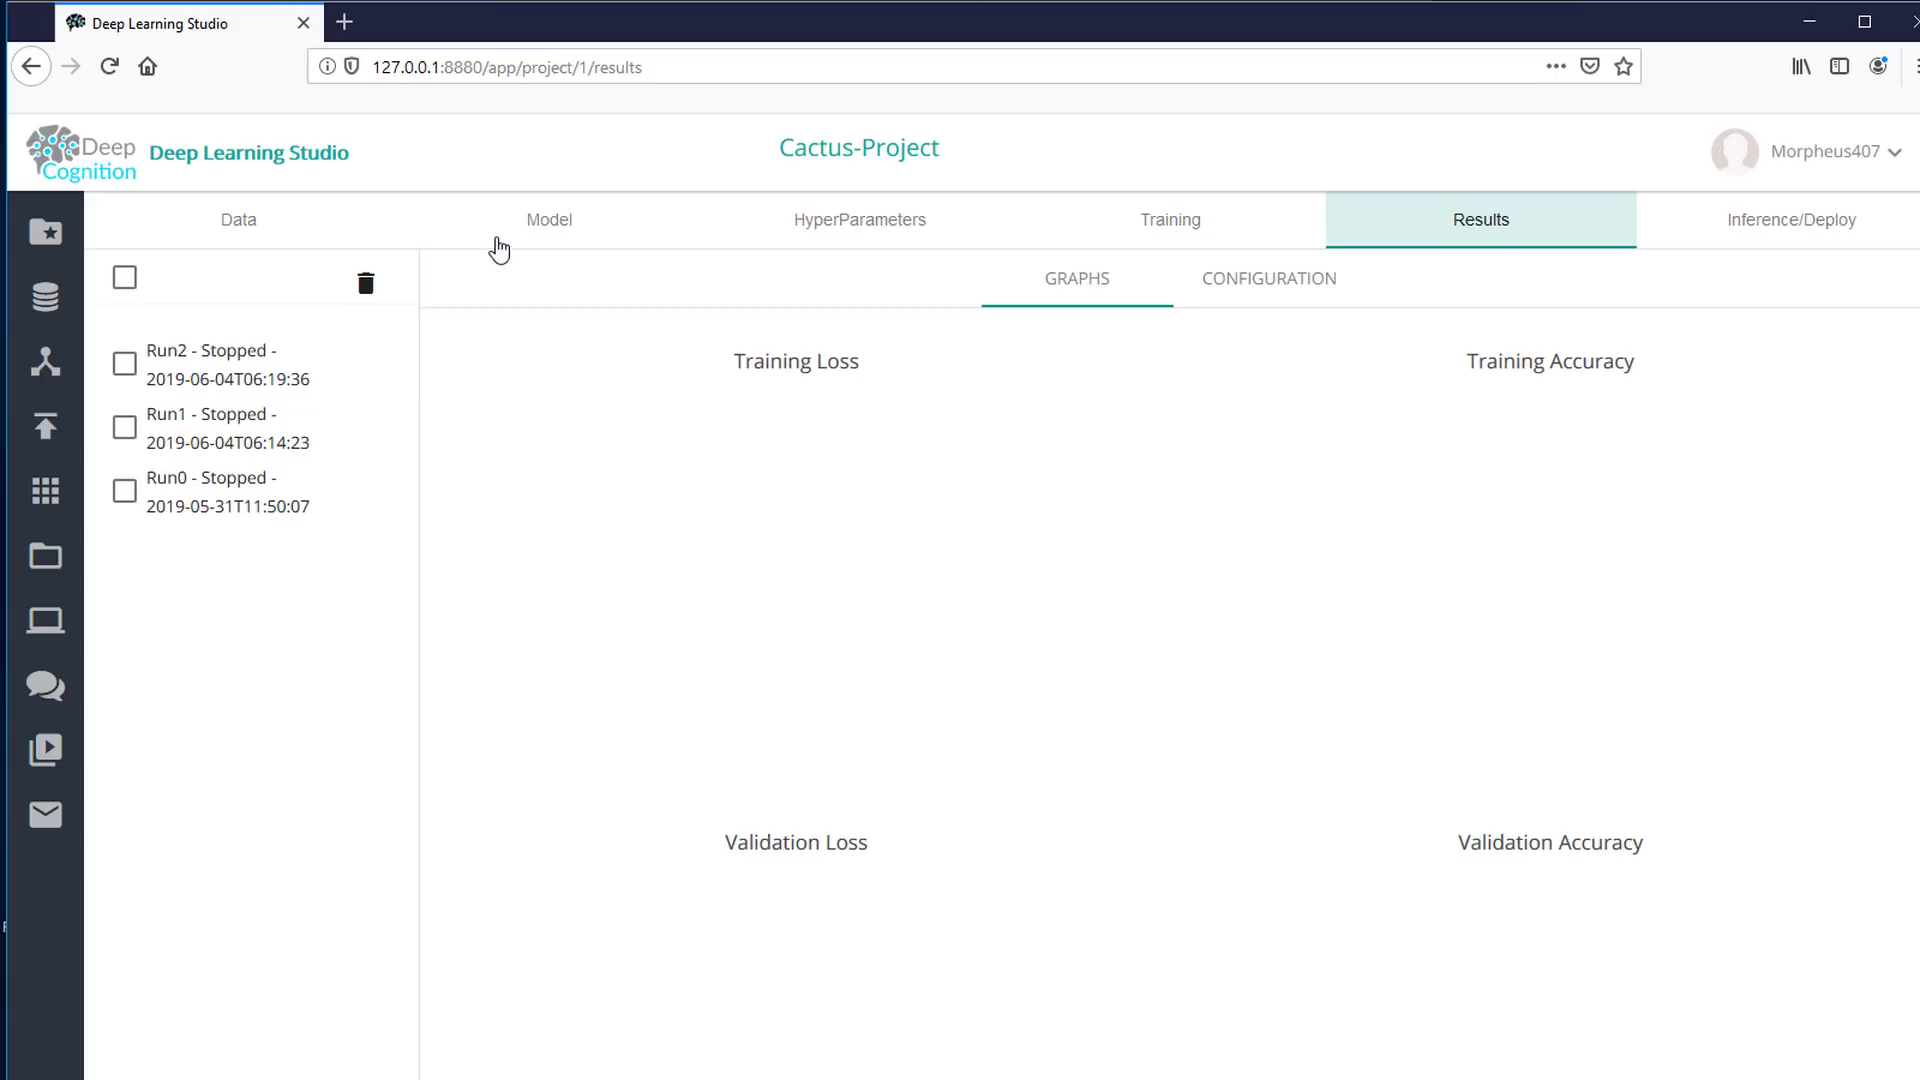 Deep Learning Studio
127.0.0.1:8880/app/project/1/results
Deep Cognition
Deep Learning Studio
Cactus-Project
Morpheus407
Data
Model
HyperParameters
Training
Results
Inference/Deploy
GRAPHS
CONFIGURATION
Run2 - Stopped -
2019-06-04T06:19:36
Run1 - Stopped -
2019-06-04T06:14:23
Run0 - Stopped -
2019-05-31T11:50:07
Training Loss
Training Accuracy
Validation Loss
Validation Accuracy